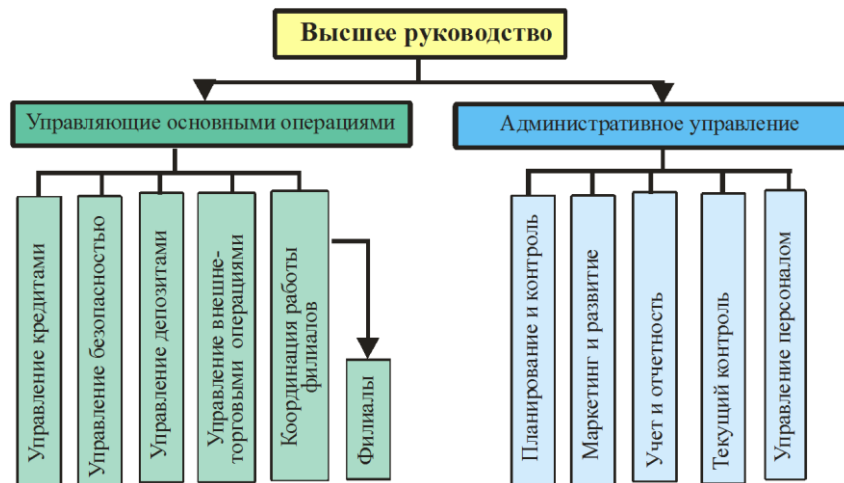 Высшее руководство
Управляющие основными операциями
Административное управление
Управление кредитами
Управление безопасностью
Управление депозитами
Управление внешне-
торговыми операциями
Координация работы
филиалов
Филиалы
Планирование и контроль
Маркетинг и развитие
Учет и отчетность
Текущий контроль
Управление персоналом